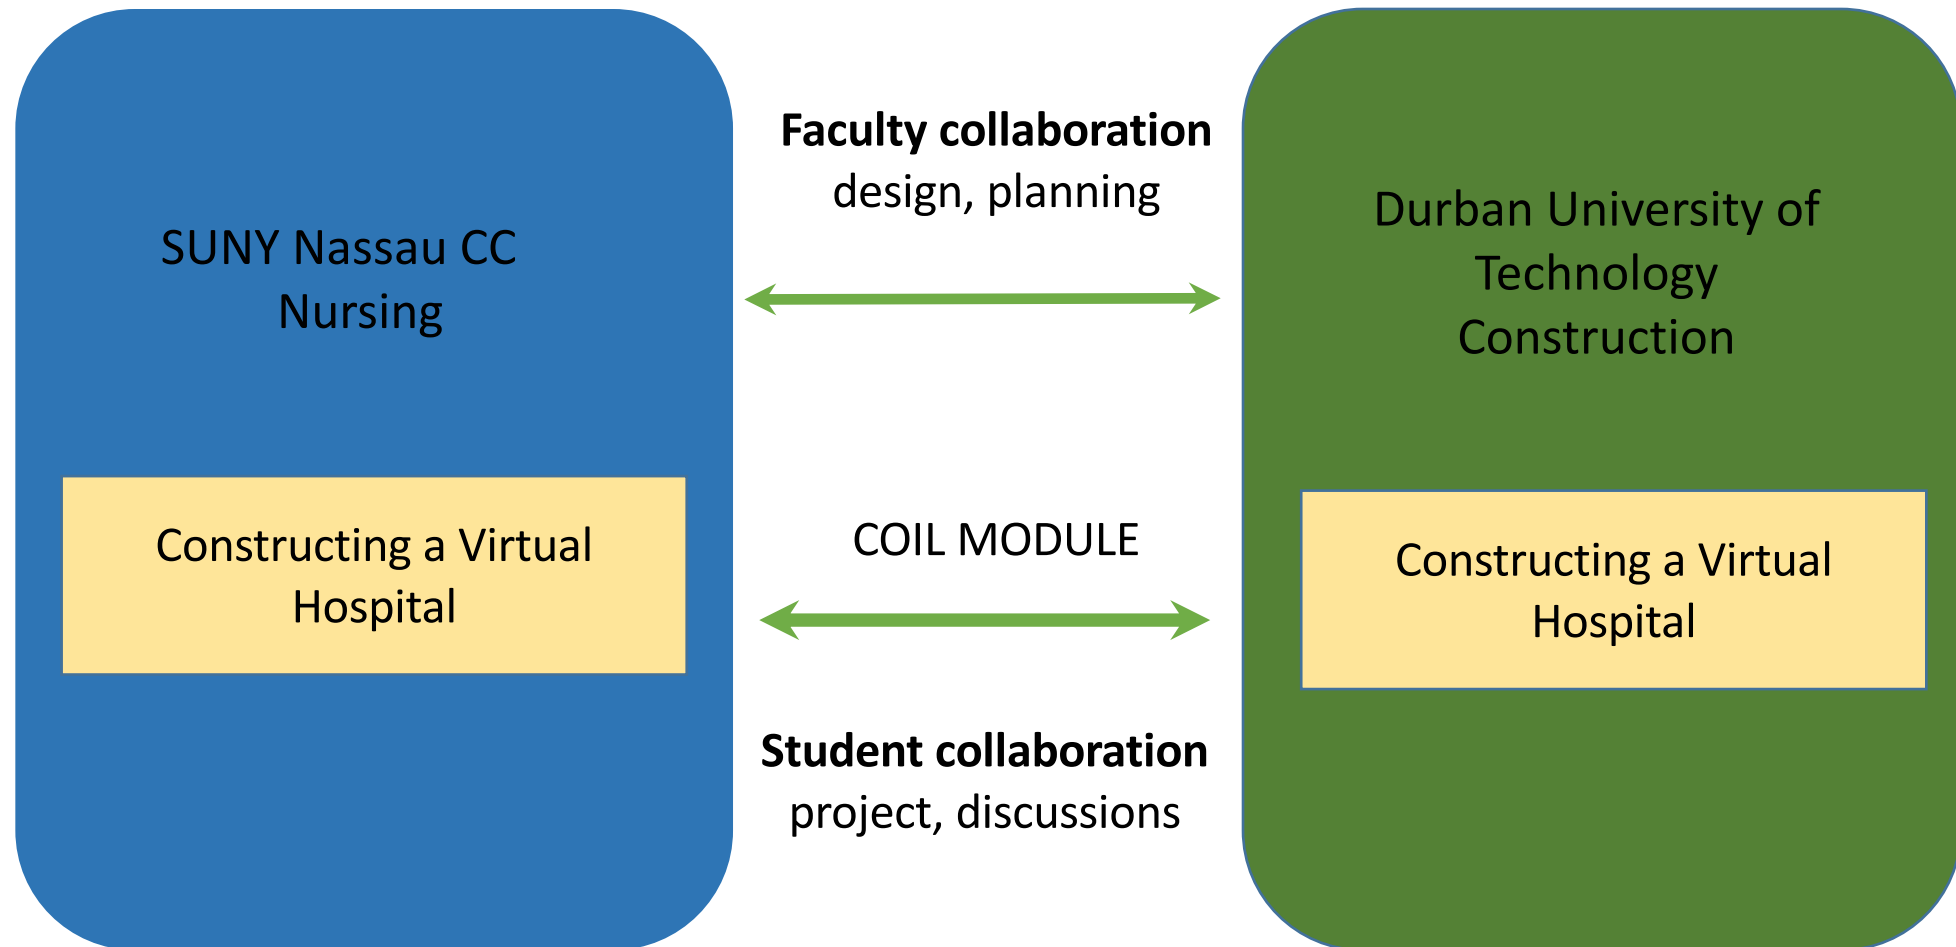 SUNY Nassau CC
Nursing
Constructing a Virtual
Hospital
Faculty collaboration
design, planning
COIL MODULE
Student collaboration
project, discussions
Durban University of
Technology
Construction
Constructing a Virtual
Hospital